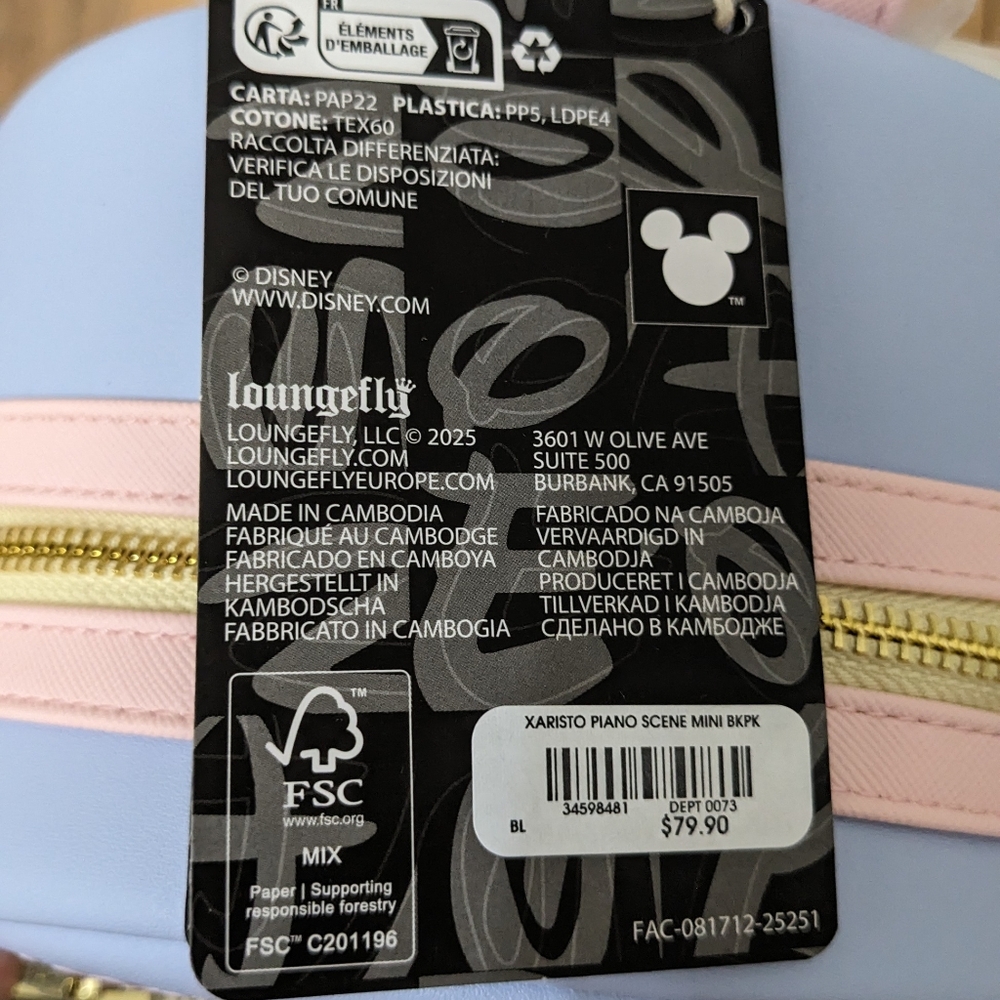 FR
ÉLÉMENTS
D'EMBALLAGE
CARTA: PAP22 PLASTICA: PP5, LDPE4
COTONE: TEX60
RACCOLTA DIFFERENZIATA:
VERIFICA LE DISPOSIZIONI
DEL TUO COMUNE
TM
© DISNEY
WWW.DISNEY.COM
loungefly
LOUNGEFLY, LLC © 2025
LOUNGEFLY.COM
LOUNGEFLYEUROPE.COM
3601 W OLIVE AVE
SUITE 500
BURBANK, CA 91505
MADE IN CAMBODIA
FABRIQUÉ AU CAMBODGE
FABRICADO EN CAMBOYA
HERGESTELLT IN
KAMBODSCHA
FABBRICATO IN CAMBOGIA
FABRICADO NA CAMBOJA
VERVAARDIGD IN
CAMBODJA
PRODUCERET I CAMBODJA
TILLVERKAD I KAMBODJA
СДЕЛАНО В КАМБОДЖЕ
TM
FSC
www.fsc.org
MIX
Paper | Supporting
responsible forestry
FSC™ C201196
XARISTO PIANO SCENE MINI BKPK
34598481 DEPT 0073
BL $79.90
FAC-081712-25251